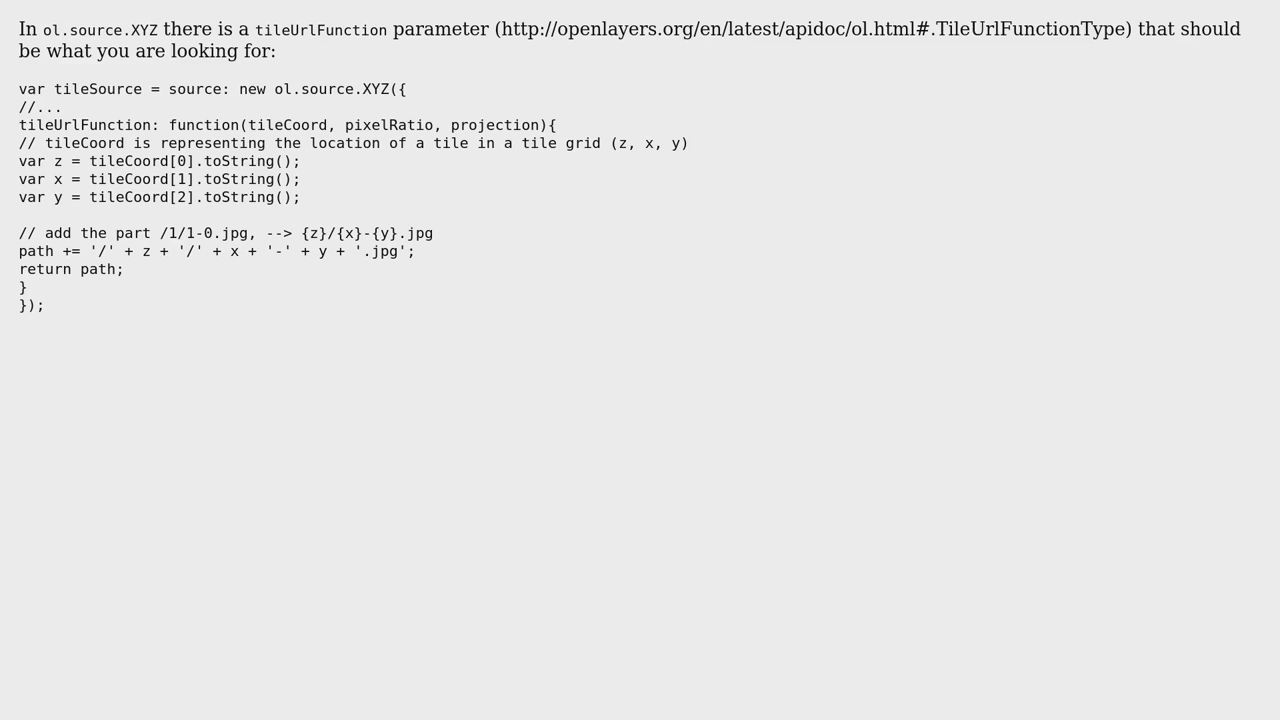 In ol.source.XYZ there is a tileUrlFunction parameter (http://openlayers.org/en/latest/apidoc/ol.html#.TileUrlFunctionType) that should
be what you are looking for:
var tileSource = source: new ol.source.XYZ({
//...
tileUrlFunction: function(tileCoord, pixelRatio, projection){
// tileCoord is representing the location of a tile in a tile grid (z, x, y)
var z = tileCoord[0].toString();
var x = tileCoord[1].toString();
var y = tileCoord[2].toString();

// add the part /1/1-0.jpg, --> {z}/{x}-{y}.jpg
path += '/' + z + '/' + x + '-' + y + '.jpg';
return path;
}
});